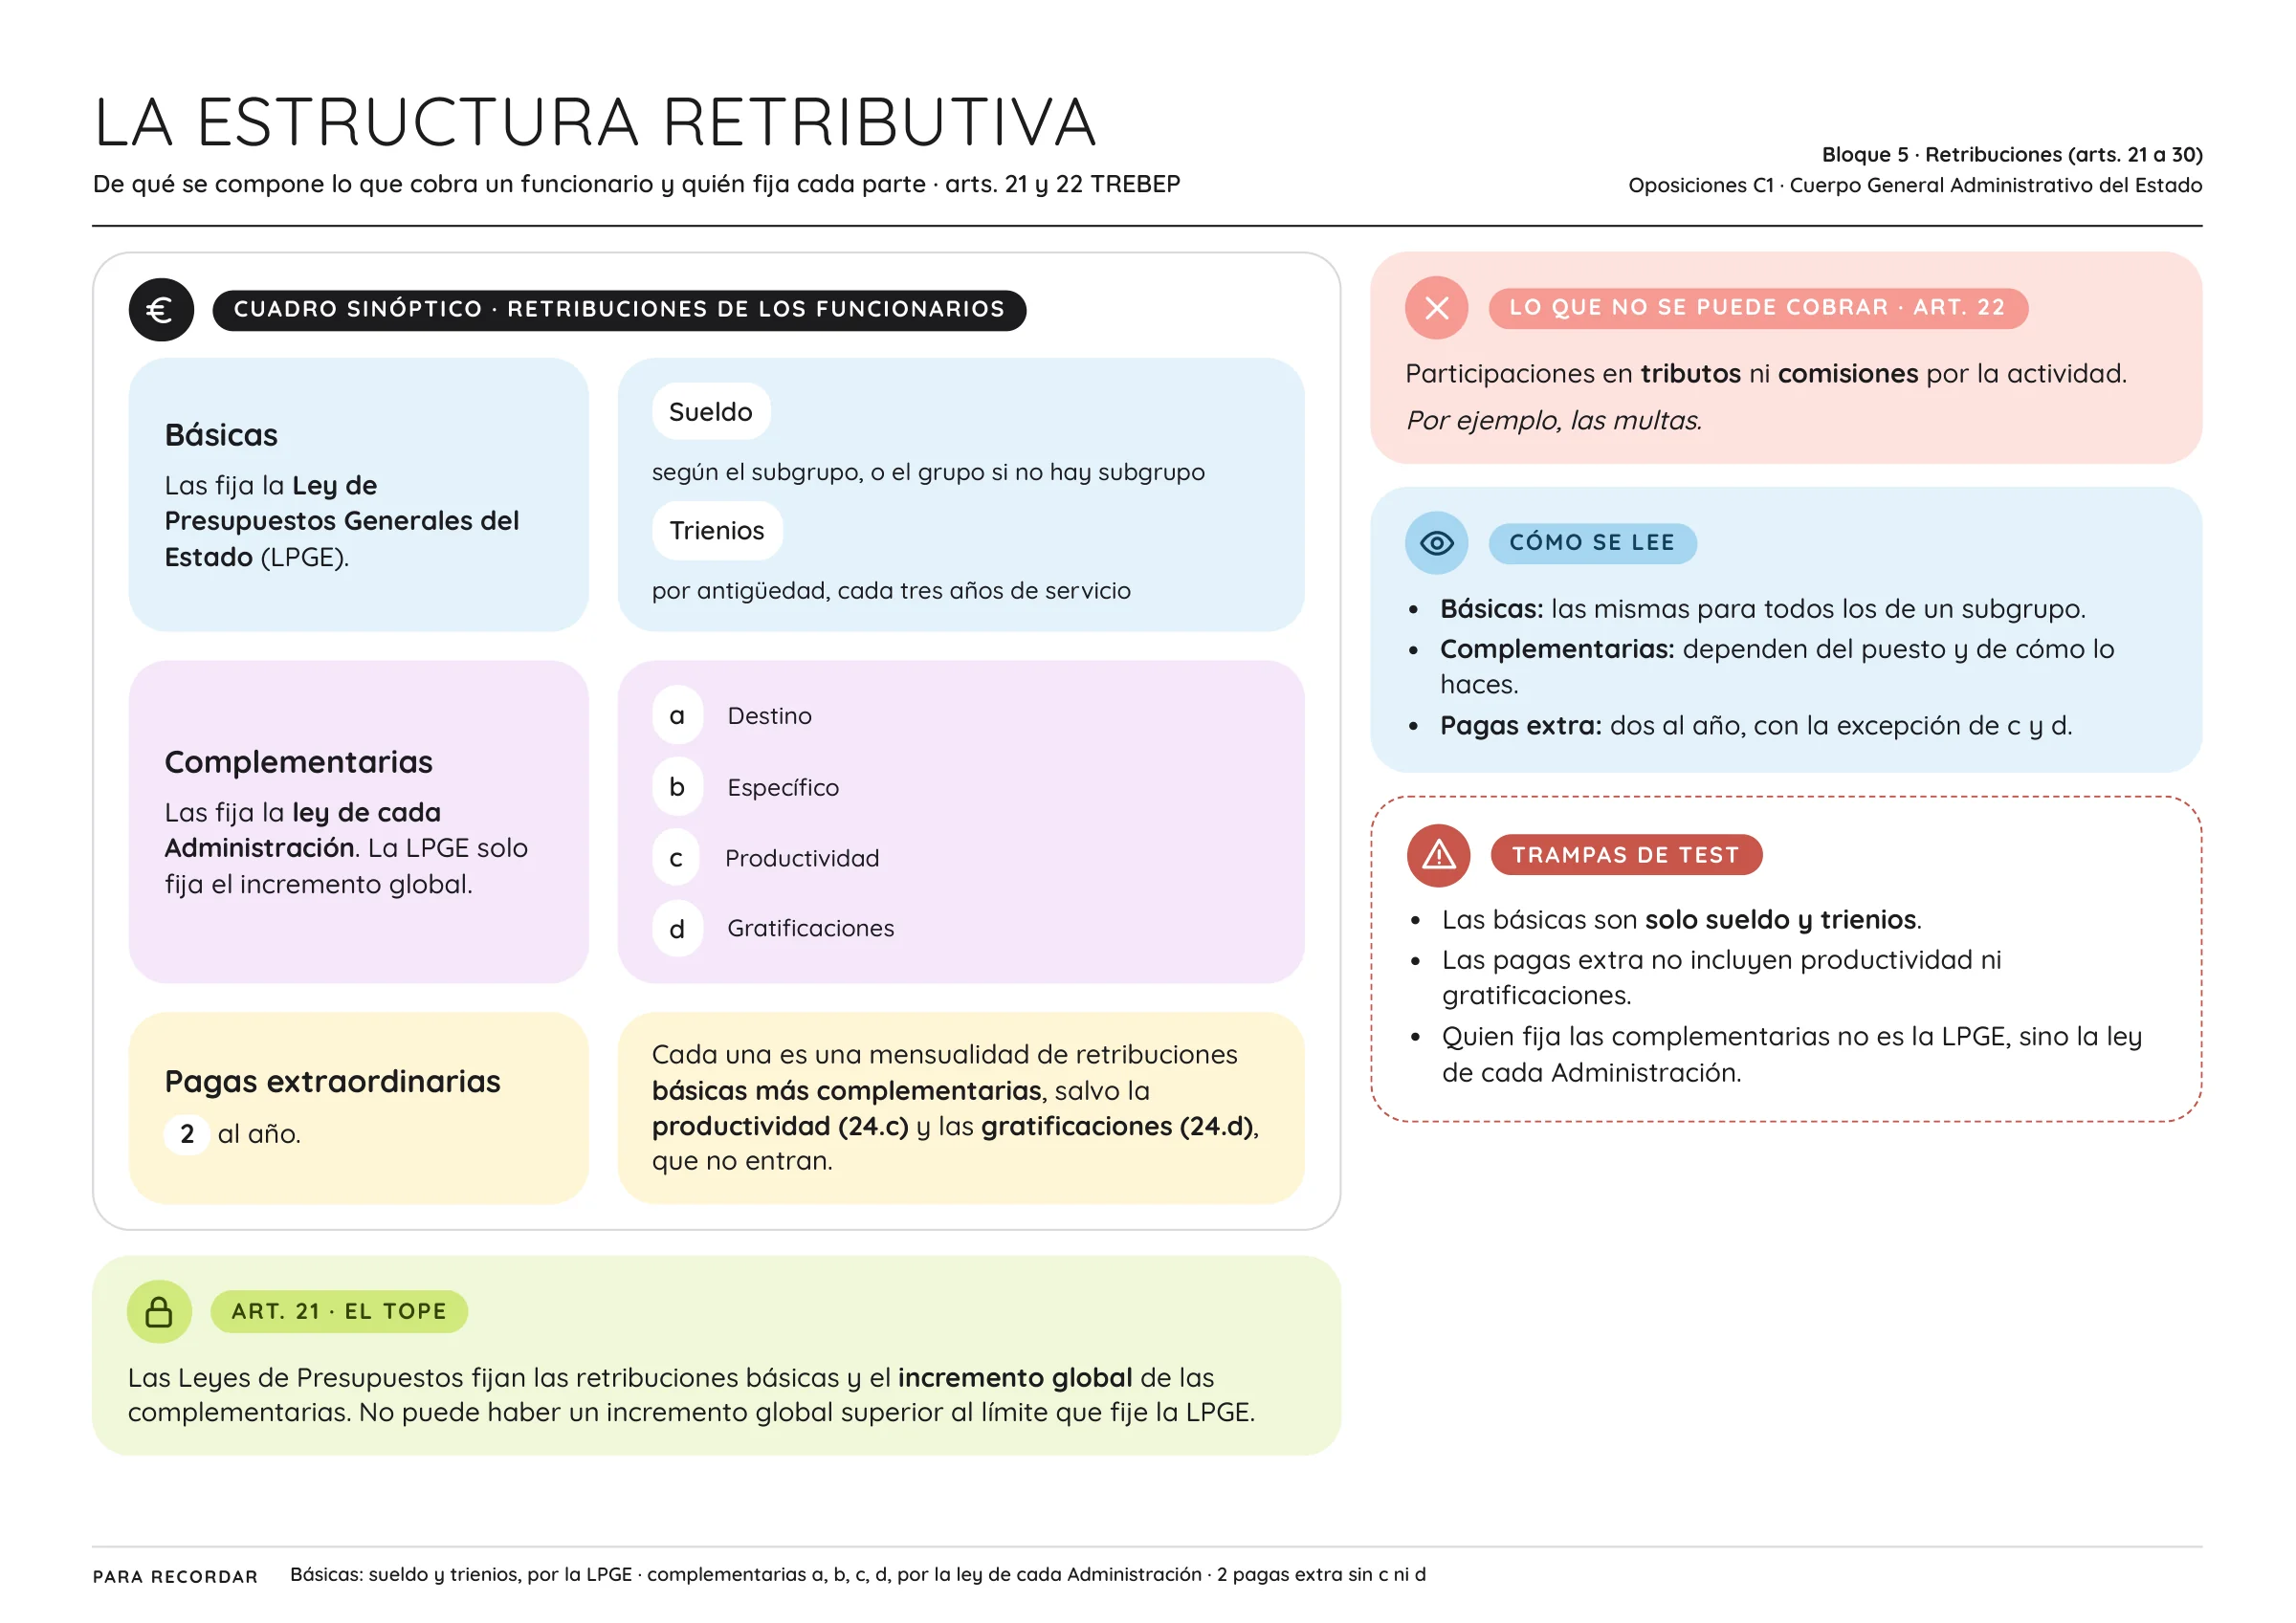 LA ESTRUCTURA RETRIBUTIVA
De qué se compone lo que cobra un funcionario y quién fija cada parte · arts. 21 y 22 TREBEP
Bloque 5 · Retribuciones (arts. 21 a 30)
Oposiciones C1 · Cuerpo General Administrativo del Estado
€
CUADRO SINÓPTICO · RETRIBUCIONES DE LOS FUNCIONARIOS
Básicas
Las fija la Ley de
Presupuestos Generales del
Estado (LPGE).
Sueldo
según el subgrupo, o el grupo si no hay subgrupo
Trienios
por antigüedad, cada tres años de servicio
Complementarias
Las fija la ley de cada
Administración. La LPGE solo
fija el incremento global.
a Destino
b Específico
c Productividad
d Gratificaciones
Pagas extraordinarias
2 al año.
Cada una es una mensualidad de retribuciones
básicas más complementarias, salvo la
productividad (24.c) y las gratificaciones (24.d),
que no entran.
ART. 21 · EL TOPE
Las Leyes de Presupuestos fijan las retribuciones básicas y el incremento global de las
complementarias. No puede haber un incremento global superior al límite que fije la LPGE.
LO QUE NO SE PUEDE COBRAR · ART. 22
Participaciones en tributos ni comisiones por la actividad.
Por ejemplo, las multas.
CÓMO SE LEE
• Básicas: las mismas para todos los de un subgrupo.
• Complementarias: dependen del puesto y de cómo lo
haces.
• Pagas extra: dos al año, con la excepción de c y d.
TRAMPAS DE TEST
• Las básicas son solo sueldo y trienios.
• Las pagas extra no incluyen productividad ni
gratificaciones.
• Quien fija las complementarias no es la LPGE, sino la ley
de cada Administración.
PARA RECORDAR Básicas: sueldo y trienios, por la LPGE · complementarias a, b, c, d, por la ley de cada Administración · 2 pagas extra sin c ni d